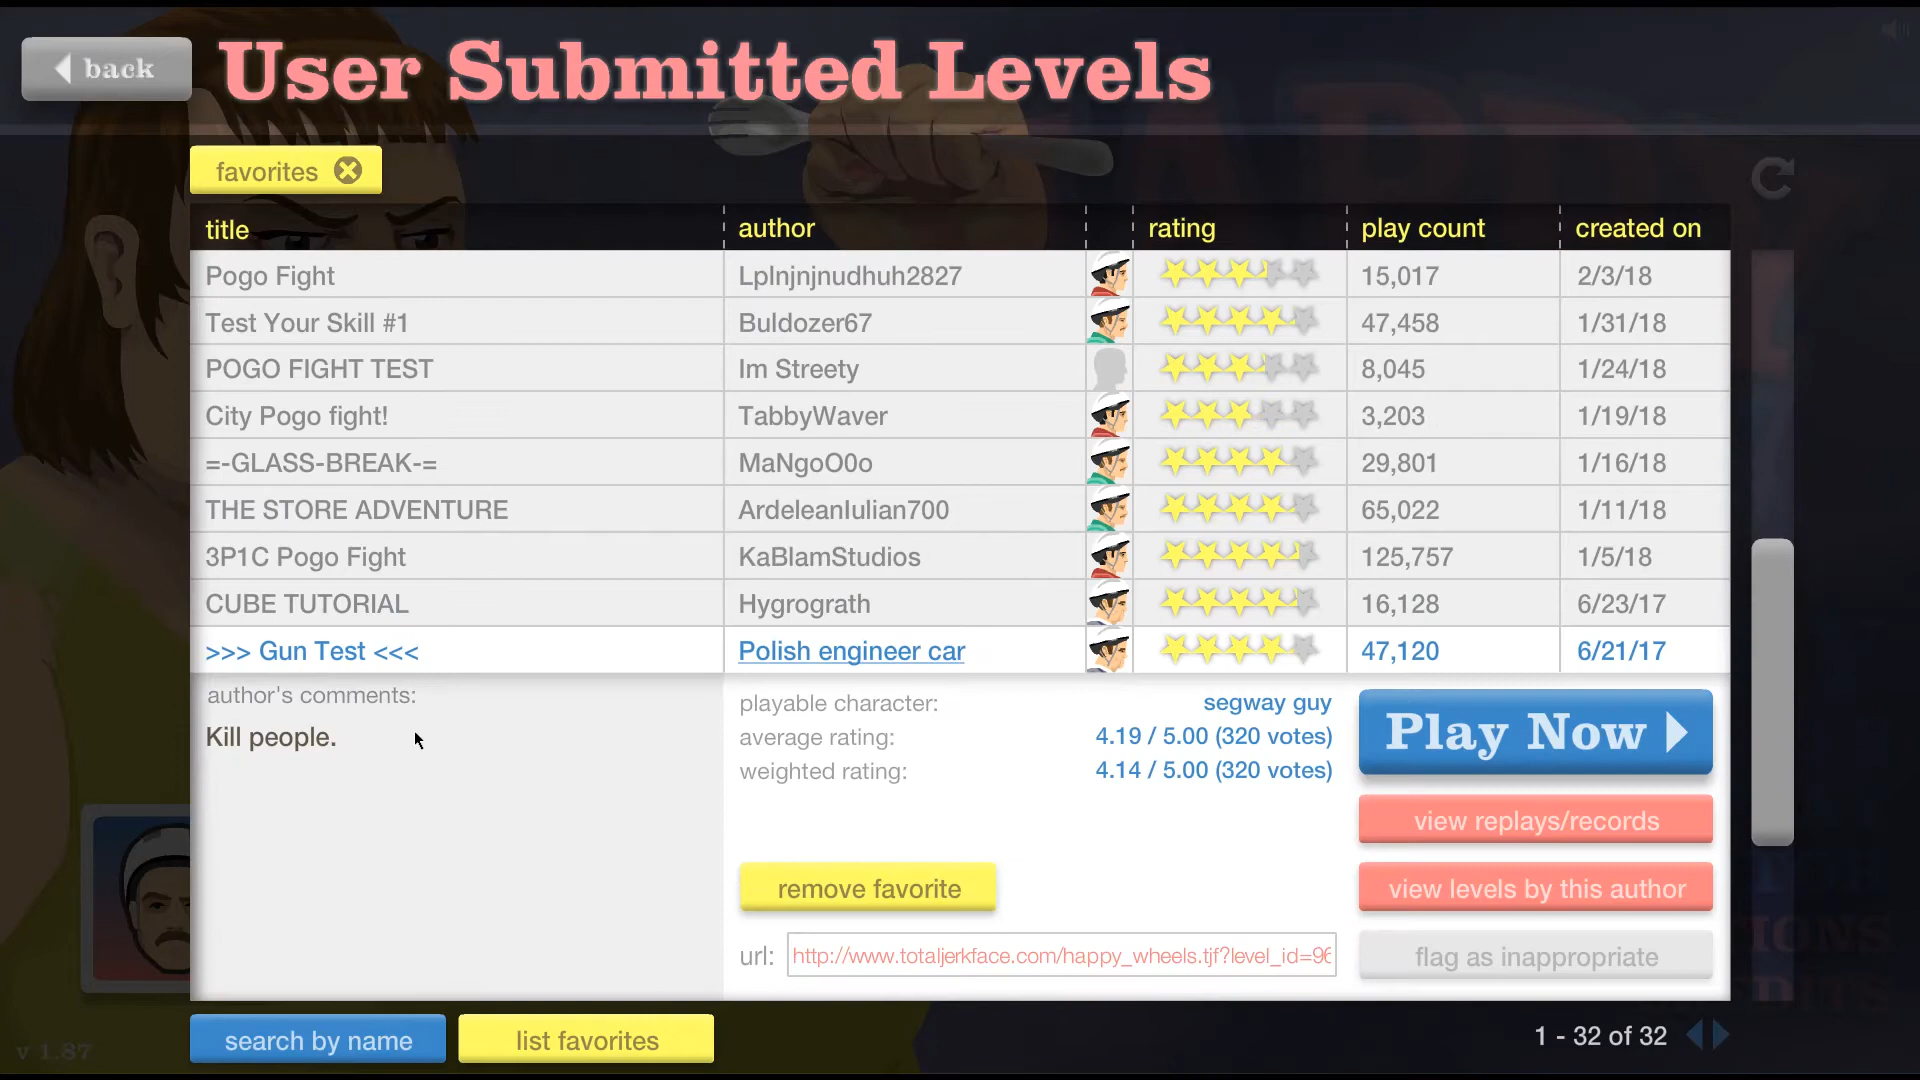 back
User Submitted Levels
favorites
title author rating play count created on
Pogo Fight Lplnjnjnudhuh2827 15,017 2/3/18
Test Your Skill #1 Buldozer67 47,458 1/31/18
POGO FIGHT TEST Im Streety 8,045 1/24/18
City Pogo fight! TabbyWaver 3,203 1/19/18
=-GLASS-BREAK-= MaNgoO0o 29,801 1/16/18
THE STORE ADVENTURE ArdeleanIulian700 65,022 1/11/18
3P1C Pogo Fight KaBlamStudios 125,757 1/5/18
CUBE TUTORIAL Hygrograth 16,128 6/23/17
>>> Gun Test <<< Polish engineer car 47,120 6/21/17
author's comments:
Kill people.
playable character: segway guy
average rating: 4.19 / 5.00 (320 votes)
weighted rating: 4.14 / 5.00 (320 votes)
Play Now
view replays/records
remove favorite
view levels by this author
url: http://www.totaljerkface.com/happy_wheels.tjf?level_id=96
flag as inappropriate
search by name
list favorites
1 - 32 of 32
v 1.87